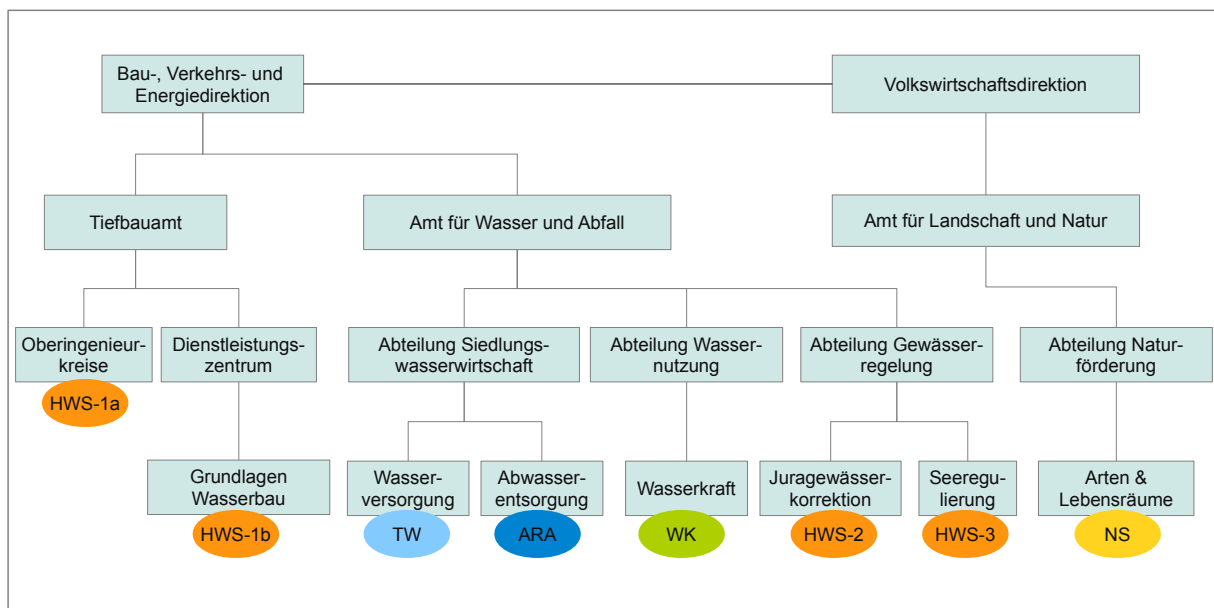 Bau-, Verkehrs- und
Energiedirektion
Volkswirtschaftsdirektion
Tiefbauamt
Amt für Wasser und Abfall
Amt für Landschaft und Natur
Oberingenieur-
kreise
Dienstleistungs-
zentrum
Abteilung Siedlungs-
wasserwirtschaft
Abteilung Wasser-
nutzung
Abteilung Gewässer-
regelung
Abteilung Natur-
förderung
HWS-1a
Grundlagen
Wasserbau
Wasser-
versorgung
Abwasser-
entsorgung
Wasserkraft
Juragewässer-
korrektion
Seeregu-
lierung
Arten &
Lebensräume
HWS-1b
TW
ARA
WK
HWS-2
HWS-3
NS